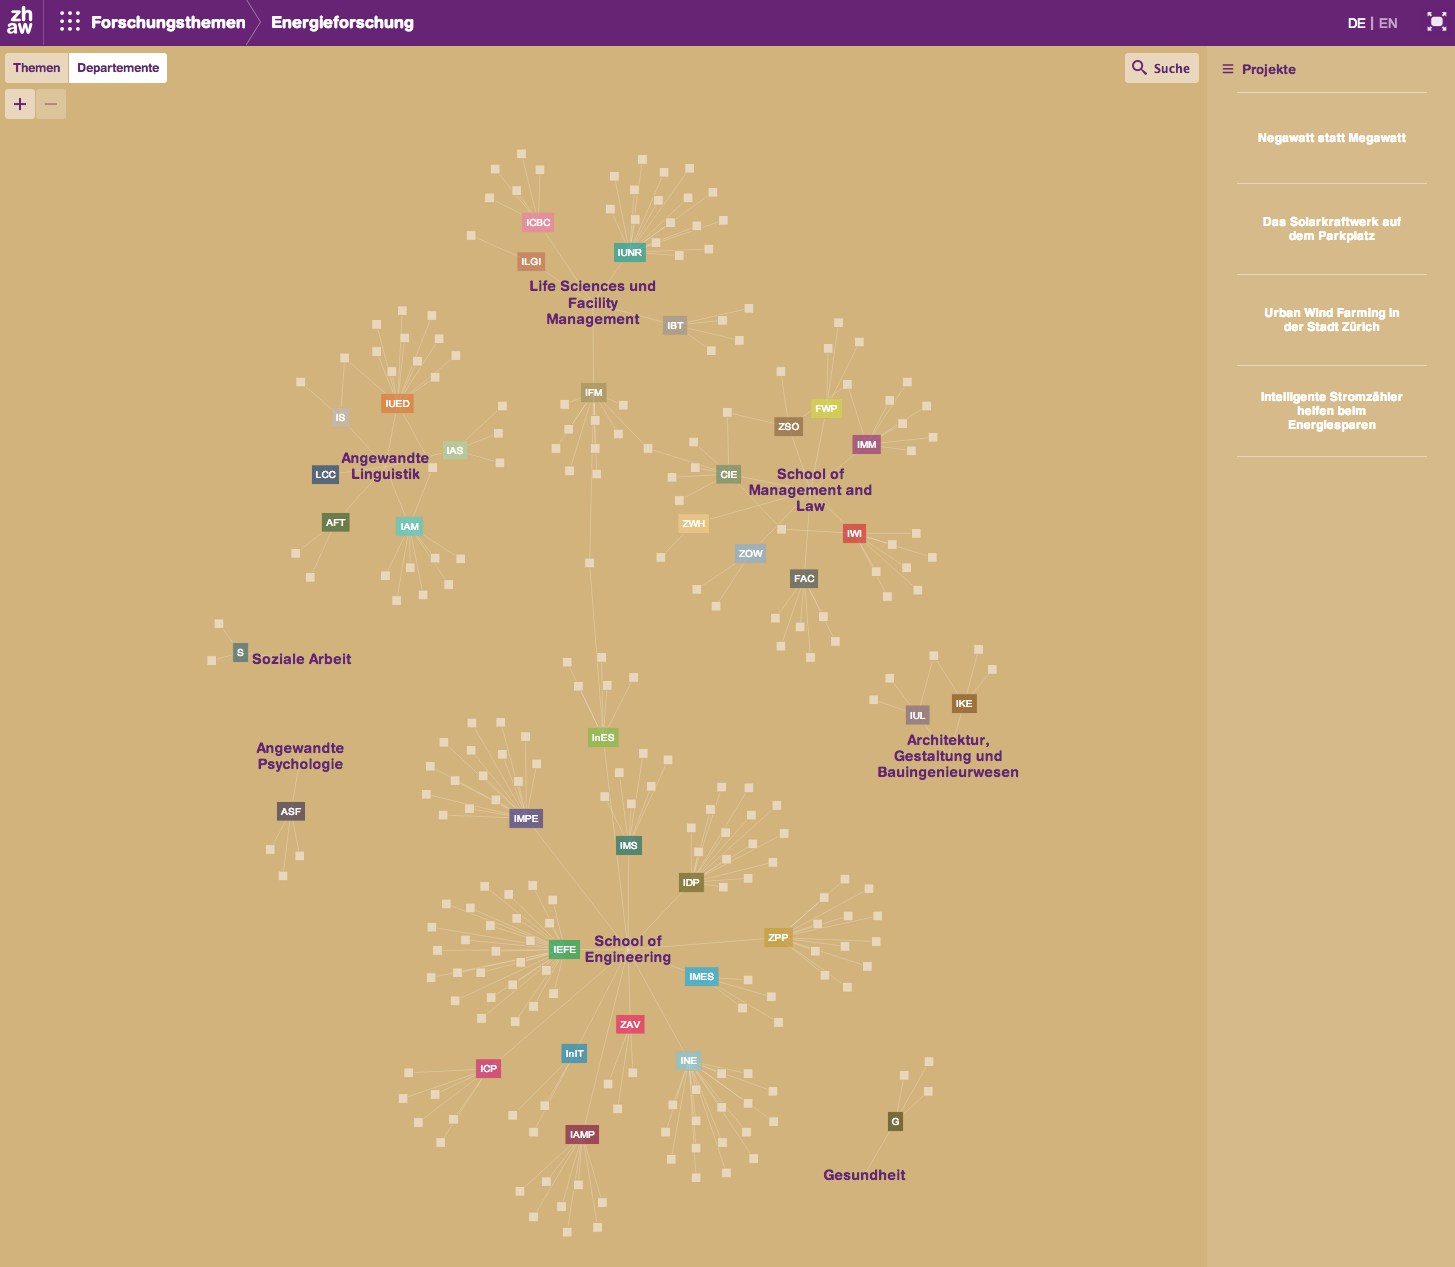 zh
aw
Forschungsthemen
Energieforschung
DE | EN
Themen
Departemente
+
−
Suche
Projekte
Negawatt statt Megawatt
Das Solarkraftwerk auf
dem Parkplatz
Urban Wind Farming in
der Stadt Zürich
Intelligente Stromzähler
helfen beim
Energiesparen
ICBC
IUNR
ILGI
Life Sciences und
Facility
Management
IBT
IFM
IUED
IS
IAS
Angewandte
Linguistik
LCC
AFT
IAM
FWP
ZSO
IMM
CIE
School of
Management and
Law
ZWH
IWI
ZOW
FAC
S
Soziale Arbeit
IKE
IUL
Architektur,
Gestaltung und
Bauingenieurwesen
InES
Angewandte
Psychologie
ASF
IMPE
IMS
IDP
ZPP
School of
Engineering
IEFE
IMES
ZAV
InIT
INE
ICP
IAMP
G
Gesundheit